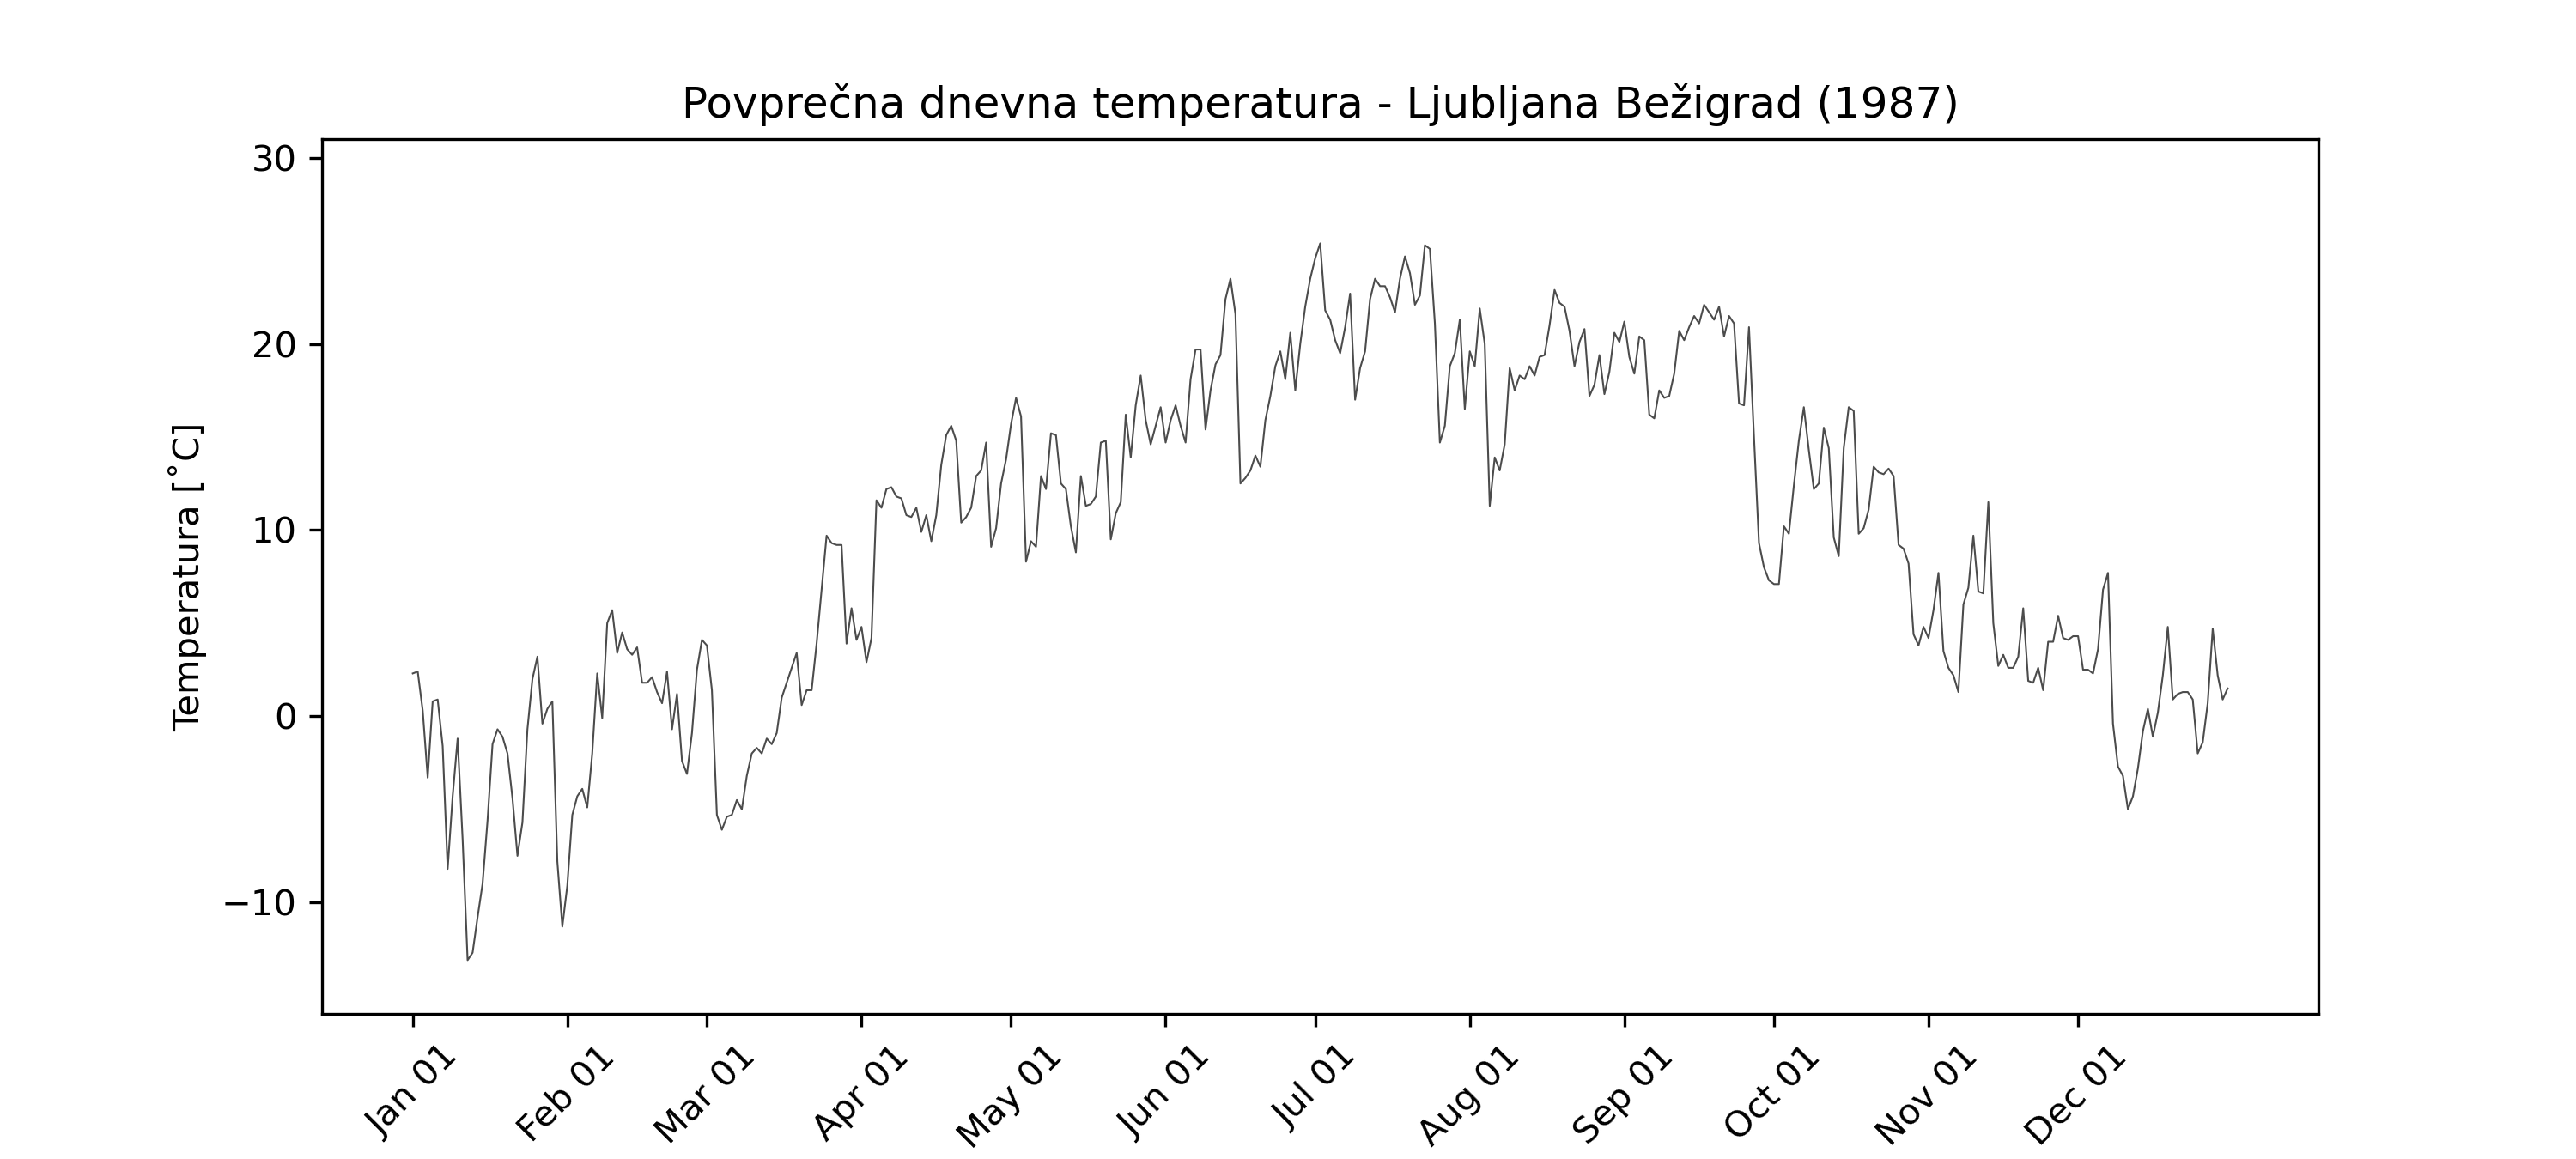 Povprečna dnevna temperatura - Ljubljana Bežigrad (1987)
Temperatura [°C]
30
20
10
0
−10
Jan 01
Feb 01
Mar 01
Apr 01
May 01
Jun 01
Jul 01
Aug 01
Sep 01
Oct 01
Nov 01
Dec 01